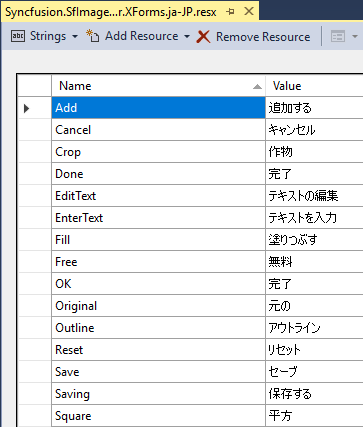 Syncfusion.SfImage...r.XForms.ja-JP.resx
abc Strings Add Resource Remove Resource
Name Value
Add 追加する
Cancel キャンセル
Crop 作物
Done 完了
EditText テキストの編集
EnterText テキストを入力
Fill 塗りつぶす
Free 無料
OK 完了
Original 元の
Outline アウトライン
Reset リセット
Save セーブ
Saving 保存する
Square 平方